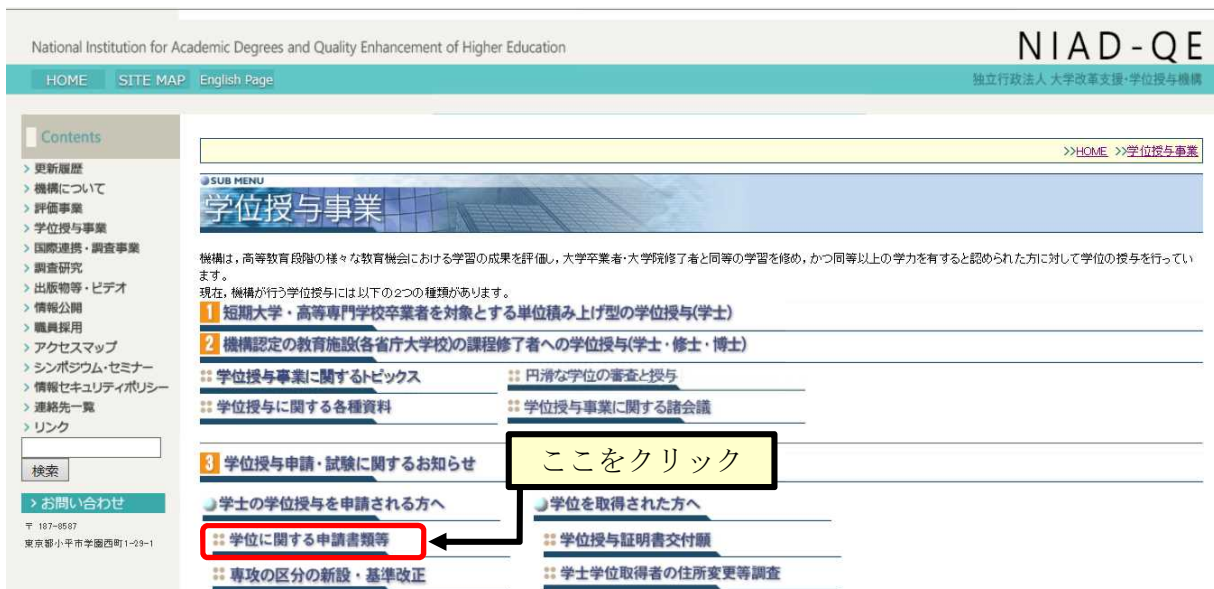 National Institution for Academic Degrees and Quality Enhancement of Higher Education
NIAD-QE
HOME SITE MAP English Page
独立行政法人 大学改革支援・学位授与機構
Contents
>>HOME >>学位授与事業
> 更新履歴
> 機構について
> 評価事業
> 学位授与事業
> 国際連携・調査事業
> 調査研究
> 出版物等・ビデオ
> 情報公開
> 職員採用
> アクセスマップ
> シンポジウム・セミナー
> 情報セキュリティポリシー
> 連絡先一覧
> リンク
検索
> お問い合わせ
〒 187-8587
東京都小平市学園西町1-29-1
SUB MENU
学位授与事業
機構は，高等教育段階の様々な教育機会における学習の成果を評価し，大学卒業者・大学院修了者と同等の学習を修め，かつ同等以上の学力を有すると認められた方に対して学位の授与を行ってい
ます。
現在，機構が行う学位授与には以下の2つの種類があります。
1 短期大学・高等専門学校卒業者を対象とする単位積み上げ型の学位授与(学士)
2 機構認定の教育施設(各省庁大学校)の課程修了者への学位授与(学士・修士・博士)
学位授与事業に関するトピックス 円滑な学位の審査と授与
学位授与に関する各種資料 学位授与事業に関する諸会議
ここをクリック
3 学位授与申請・試験に関するお知らせ
学士の学位授与を申請される方へ 学位を取得された方へ
学位に関する申請書類等 学位授与証明書交付願
専攻の区分の新設・基準改正 学士学位取得者の住所変更等調査